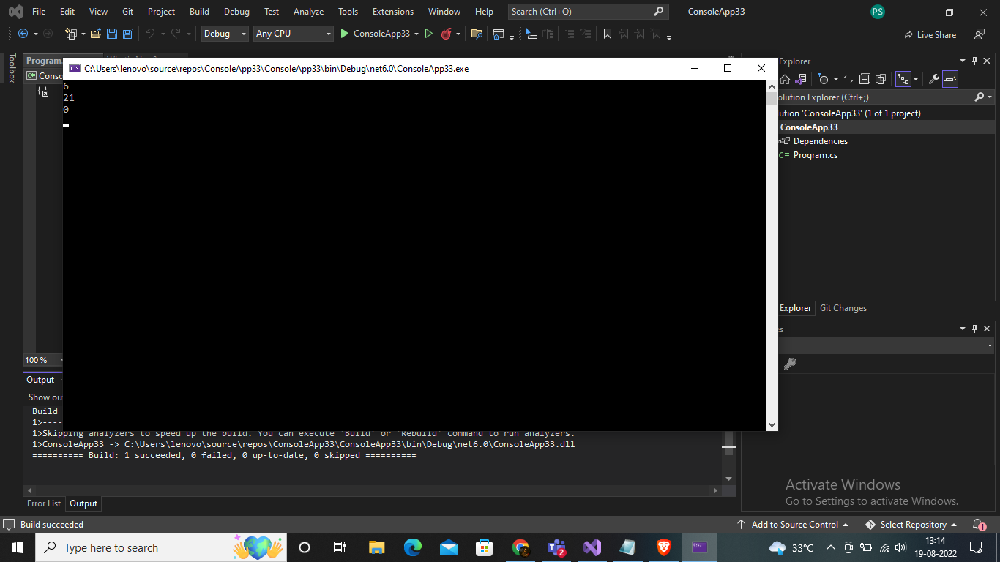 File Edit View Git Project Build Debug Test Analyze Tools Extensions Window Help Search (Ctrl+Q) ConsoleApp33 PS
Debug Any CPU ConsoleApp33 Live Share
Toolbox
Program.
C:\Users\lenovo\source\repos\ConsoleApp33\ConsoleApp33\bin\Debug\net6.0\ConsoleApp33.exe
C# Conso
6
21
0
Explorer
olution Explorer (Ctrl+;)
ution 'ConsoleApp33' (1 of 1 project)
ConsoleApp33
Dependencies
C# Program.cs
Explorer Git Changes
es
100 %
Output
Show ou
Build
1>----
1>Skipping analyzers to speed up the build. You can execute 'Build' or 'Rebuild' command to run analyzers.
1>ConsoleApp33 -> C:\Users\lenovo\source\repos\ConsoleApp33\ConsoleApp33\bin\Debug\net6.0\ConsoleApp33.dll
========== Build: 1 succeeded, 0 failed, 0 up-to-date, 0 skipped ==========
Error List Output
Activate Windows
Go to Settings to activate Windows.
Build succeeded Add to Source Control Select Repository 1
Type here to search 2 33°C 13:14
19-08-2022